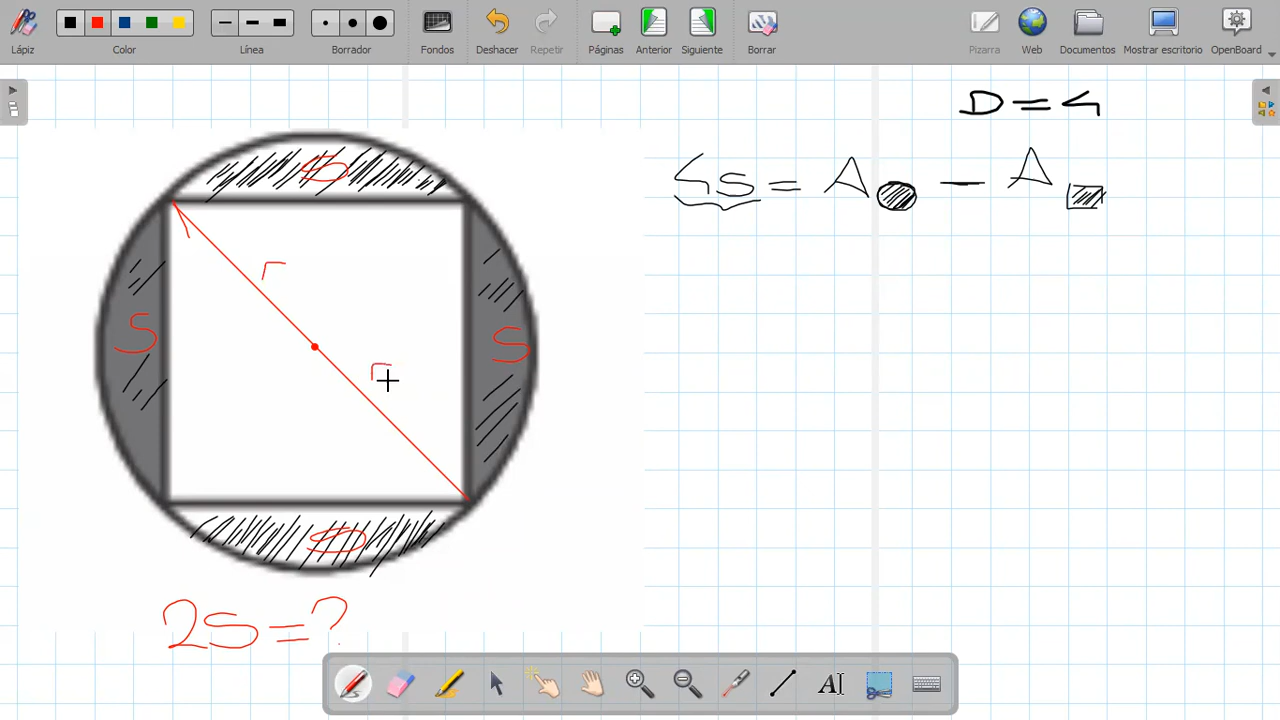 Lápiz Color Línea Borrador Fondos Deshacer Repetir Páginas Anterior Siguiente Borrar Pizarra Web Documentos Mostrar escritorio OpenBoard
D = 4
4S = A - A
S
r
S
S
r
S
2S = ?